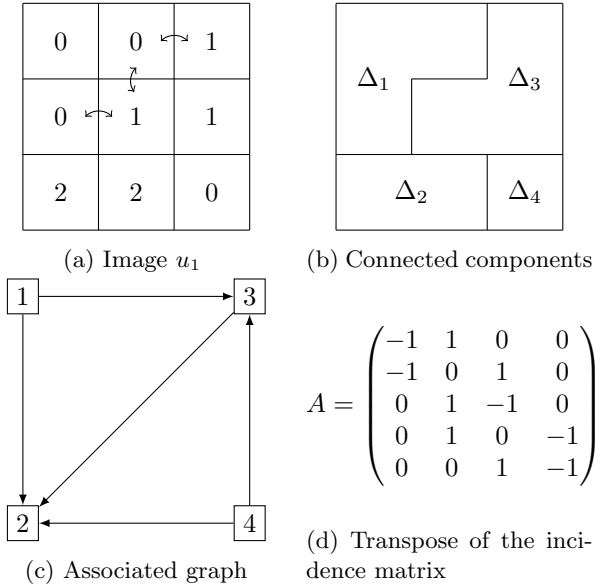 0 0 1
0 1 1
2 2 0
(a) Image u₁
Δ₁
Δ₃
Δ₂
Δ₄
(b) Connected components
1
3
2
4
(c) Associated graph
A =
−1 1 0 0
−1 0 1 0
0 1 −1 0
0 1 0 −1
0 0 1 −1
(d) Transpose of the inci-
dence matrix